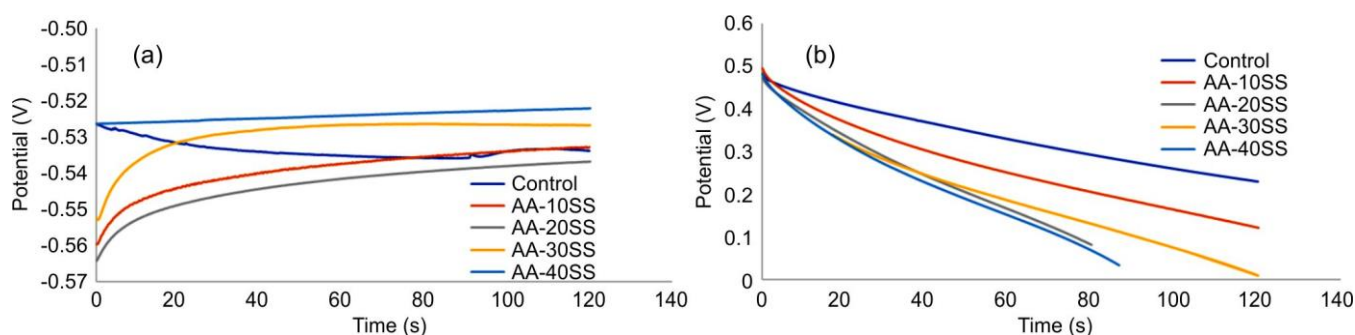 (a)
Potential (V)
-0.50
-0.51
-0.52
-0.53
-0.54
-0.55
-0.56
-0.57
0
20
40
60
80
100
120
140
Time (s)
Control
AA-10SS
AA-20SS
AA-30SS
AA-40SS
(b)
Potential (V)
0.6
0.5
0.4
0.3
0.2
0.1
0
0
20
40
60
80
100
120
140
Time (s)
Control
AA-10SS
AA-20SS
AA-30SS
AA-40SS